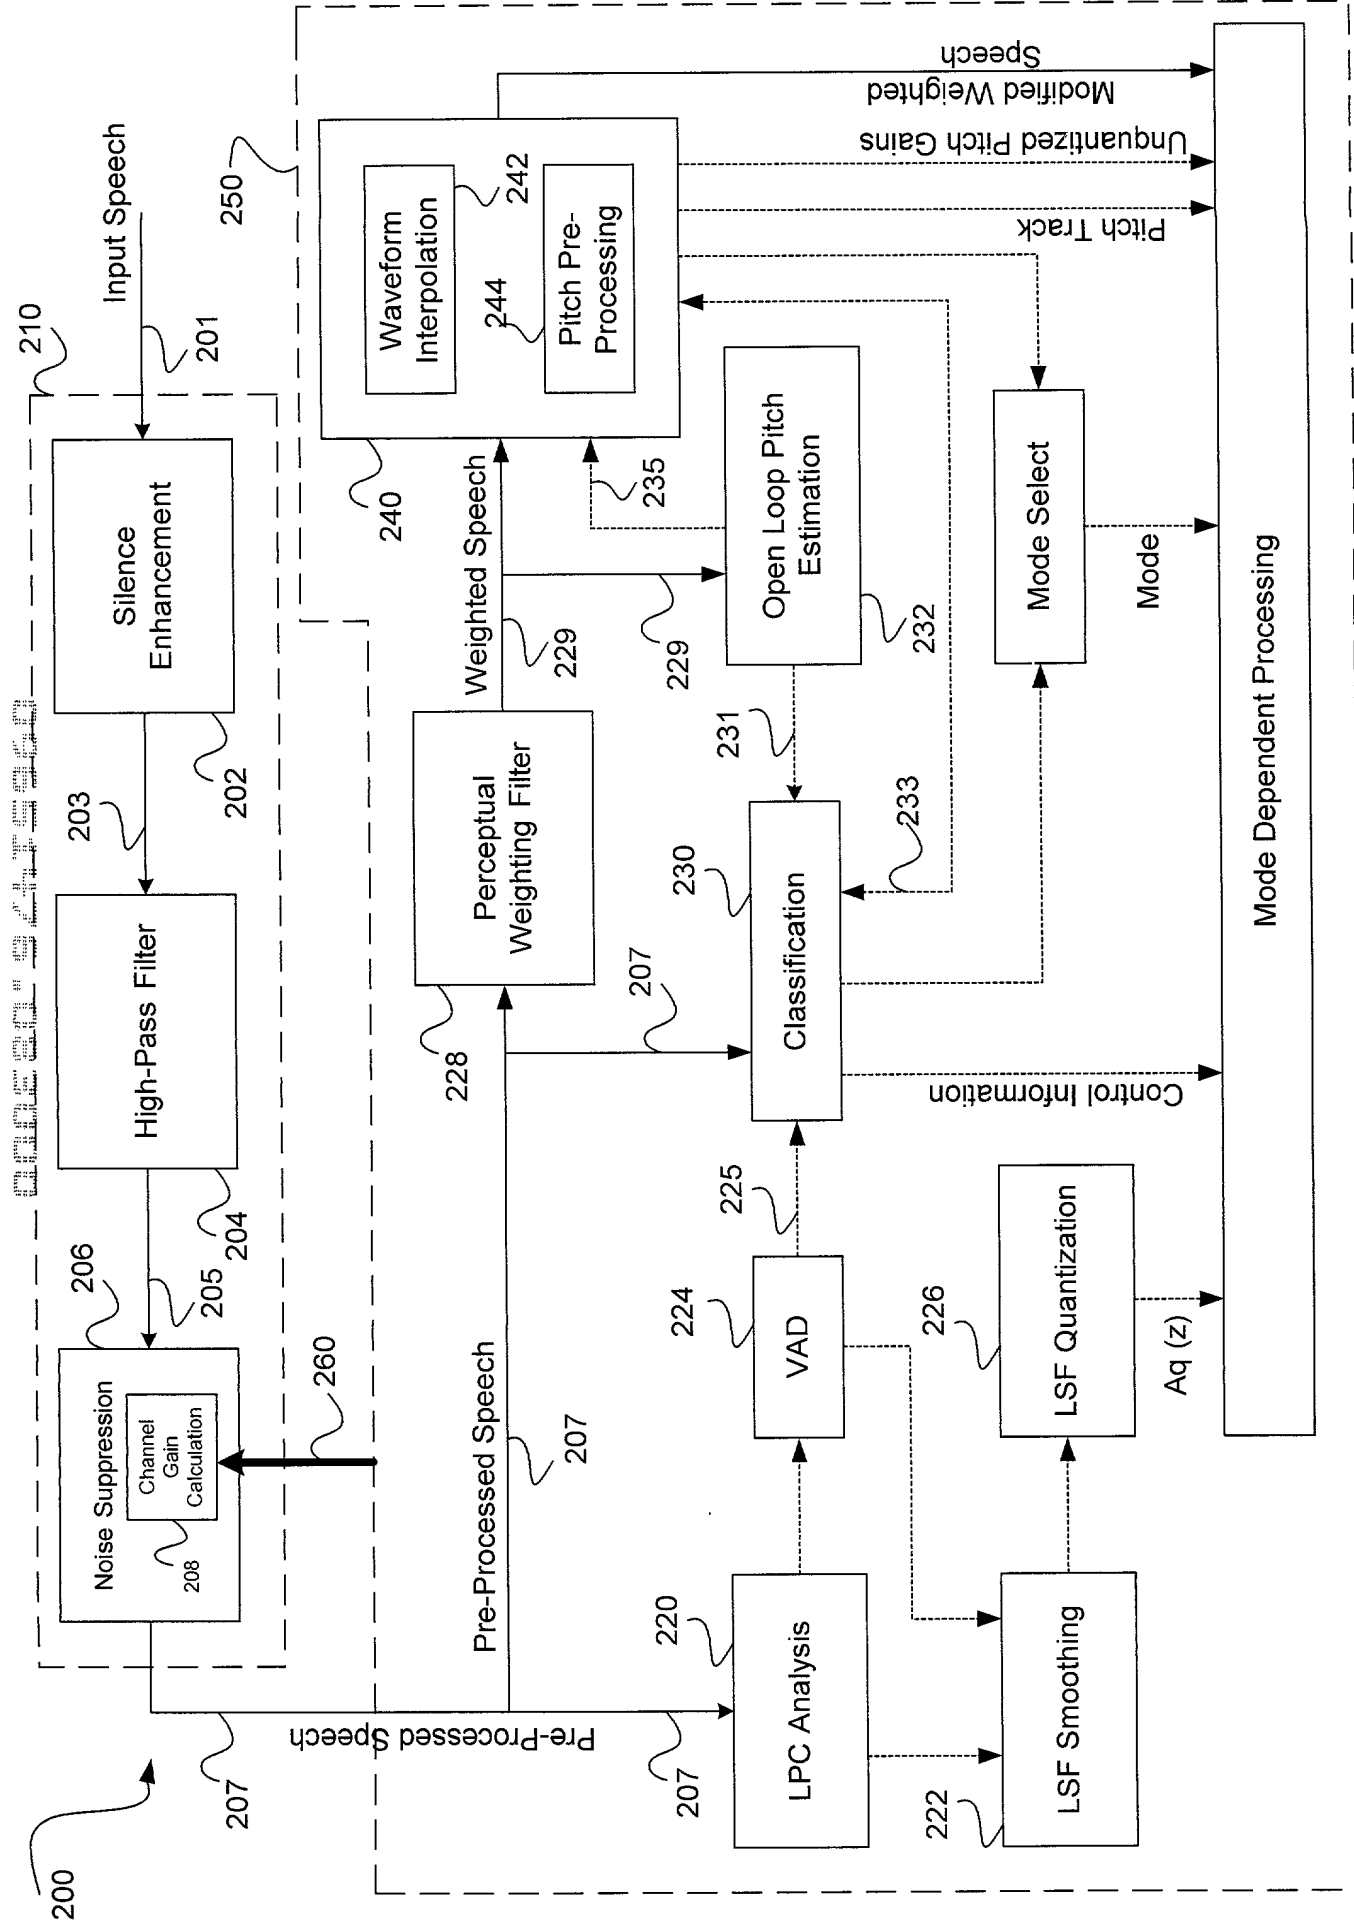 200
210
Input Speech
201
Silence
Enhancement
202
203
High-Pass Filter
204
205
206
Noise Suppression
Channel
Gain
Calculation
208
207
260
250
Pre-Processed Speech
207
Pre-Processed Speech
207
Perceptual
Weighting Filter
228
Weighted Speech
229
229
207
240
Waveform
Interpolation
242
244
Pitch Pre-
Processing
235
Open Loop Pitch
Estimation
232
231
233
230
Classification
220
LPC Analysis
224
VAD
225
222
LSF Smoothing
226
LSF Quantization
Aq (z)
Control Information
Mode Select
Mode
Pitch Track
Unquantized Pitch Gains
Modified Weighted
Speech
Mode Dependent Processing